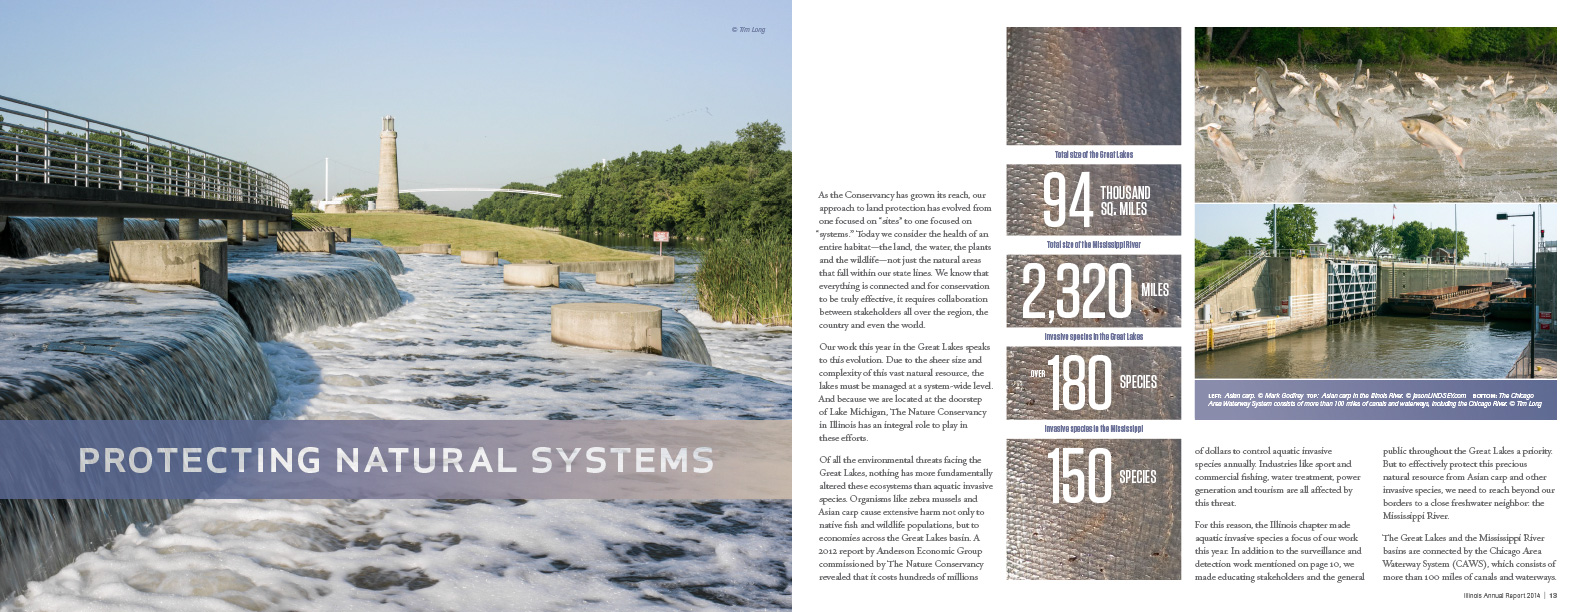 © Tim Long
PROTECTING NATURAL SYSTEMS
As the Conservancy has grown its reach, our
approach to land protection has evolved from
one focused on “sites” to one focused on
“systems.” Today we consider the health of an
entire habitat—the land, the water, the plants
and the wildlife—not just the natural areas
that fall within our state lines. We know that
everything is connected and for conservation
to be truly effective, it requires collaboration
between stakeholders all over the region, the
country and even the world.
Our work this year in the Great Lakes speaks
to this evolution. Due to the sheer size and
complexity of this vast natural resource, the
lakes must be managed at a system-wide level.
And because we are located at the doorstep
of Lake Michigan, The Nature Conservancy
in Illinois has an integral role to play in
these efforts.
Of all the environmental threats facing the
Great Lakes, nothing has more fundamentally
altered these ecosystems than aquatic invasive
species. Organisms like zebra mussels and
Asian carp cause extensive harm not only to
native fish and wildlife populations, but to
economies across the Great Lakes basin. A
2012 report by Anderson Economic Group
commissioned by The Nature Conservancy
revealed that it costs hundreds of millions
Total size of the Great Lakes
94 THOUSAND
SQ. MILES
Total size of the Mississippi River
2,320 MILES
Invasive species in the Great Lakes
OVER 180 SPECIES
Invasive species in the Mississippi
150 SPECIES
LEFT: Asian carp. © Mark Godfrey TOP: Asian carp in the Illinois River. © JasonLINDSEY.com BOTTOM: The Chicago
Area Waterway System consists of more than 100 miles of canals and waterways, including the Chicago River. © Tim Long
of dollars to control aquatic invasive
species annually. Industries like sport and
commercial fishing, water treatment, power
generation and tourism are all affected by
this threat.
For this reason, the Illinois chapter made
aquatic invasive species a focus of our work
this year. In addition to the surveillance and
detection work mentioned on page 10, we
made educating stakeholders and the general
public throughout the Great Lakes a priority.
But to effectively protect this precious
natural resource from Asian carp and other
invasive species, we need to reach beyond our
borders to a close freshwater neighbor: the
Mississippi River.
The Great Lakes and the Mississippi River
basins are connected by the Chicago Area
Waterway System (CAWS), which consists of
more than 100 miles of canals and waterways.
Illinois Annual Report 2014 | 13